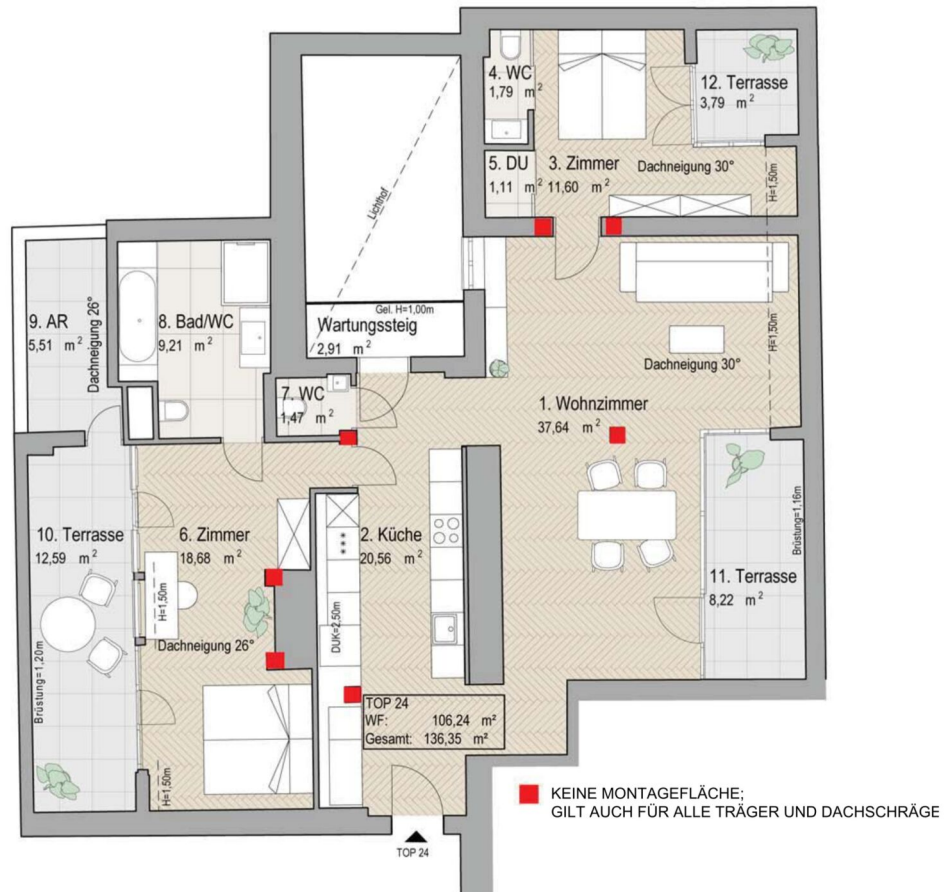 4. WC
1,79 m²
12. Terrasse
3,79 m²
5. DU
1,11 m²
3. Zimmer
11,60 m²
Dachneigung 30°
H=1,50m
Lichthof
Gel. H=1,00m
Wartungssteig
2,91 m²
9. AR
5,51 m²
Dachneigung 26°
8. Bad/WC
9,21 m²
7. WC
1,47 m²
H=1,50m
Dachneigung 30°
1. Wohnzimmer
37,64 m²
10. Terrasse
12,59 m²
Brüstung=1,20m
6. Zimmer
18,68 m²
H=1,50m
Dachneigung 26°
H=1,50m
2. Küche
20,56 m²
DUK=2,50m
Brüstung=1,16m
11. Terrasse
8,22 m²
TOP 24
WF: 106,24 m²
Gesamt: 136,35 m²
TOP 24
KEINE MONTAGEFLÄCHE;
GILT AUCH FÜR ALLE TRÄGER UND DACHSCHRÄGE